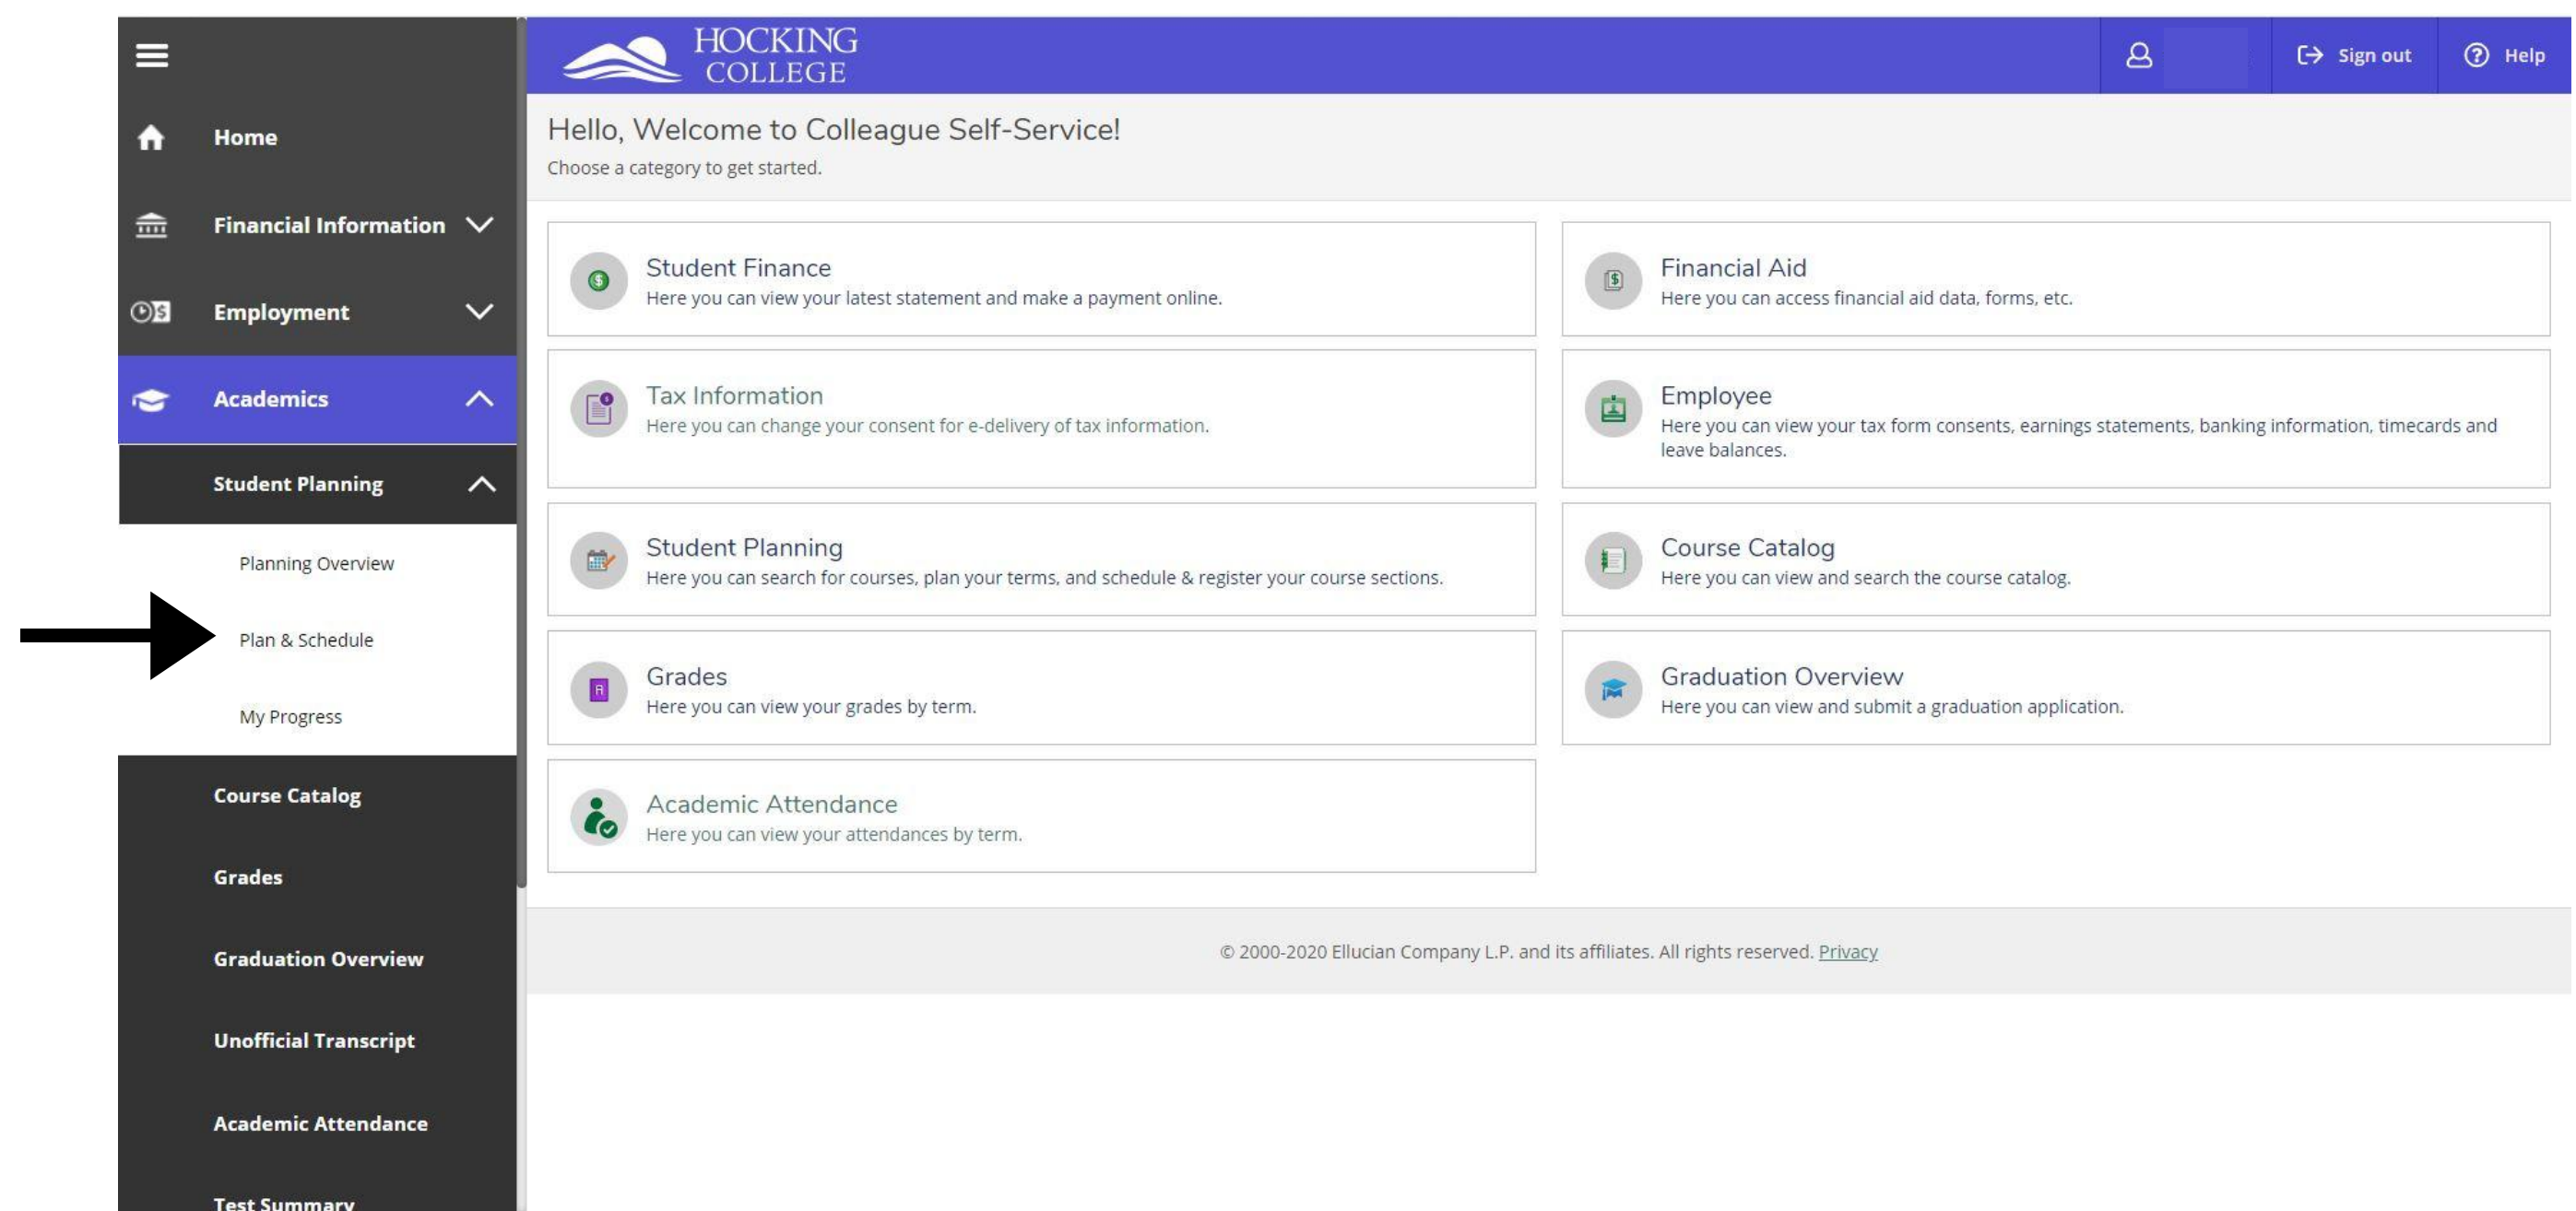 HOCKING
COLLEGE
Sign out
Help
Home
Financial Information
Employment
Academics
Student Planning
Planning Overview
Plan & Schedule
My Progress
Course Catalog
Grades
Graduation Overview
Unofficial Transcript
Academic Attendance
Test Summary
Hello, Welcome to Colleague Self-Service!
Choose a category to get started.
Student Finance
Here you can view your latest statement and make a payment online.
Financial Aid
Here you can access financial aid data, forms, etc.
Tax Information
Here you can change your consent for e-delivery of tax information.
Employee
Here you can view your tax form consents, earnings statements, banking information, timecards and
leave balances.
Student Planning
Here you can search for courses, plan your terms, and schedule & register your course sections.
Course Catalog
Here you can view and search the course catalog.
Grades
Here you can view your grades by term.
Graduation Overview
Here you can view and submit a graduation application.
Academic Attendance
Here you can view your attendances by term.
© 2000-2020 Ellucian Company L.P. and its affiliates. All rights reserved. Privacy